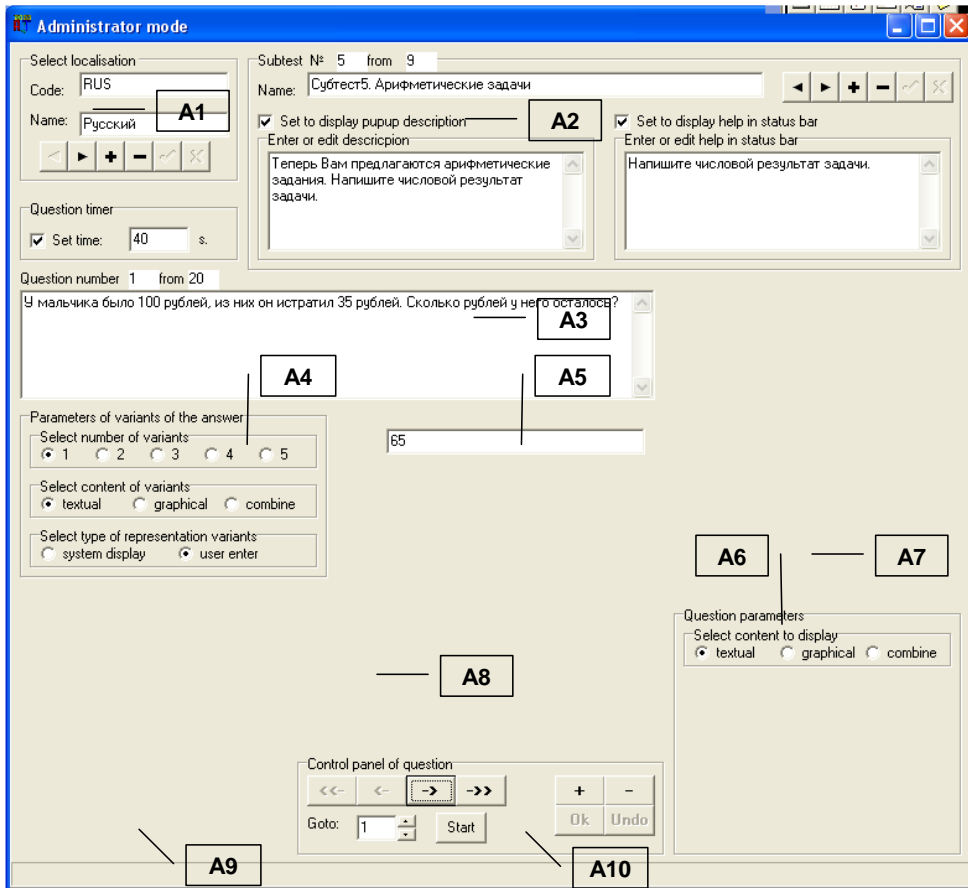 Administrator mode
Select localisation
Code: RUS
Name: Русский
A1
Subtest № 5 from 9
Name: Субтест5. Арифметические задачи
Set to display pupup description
A2
Set to display help in status bar
Enter or edit descricpion
Теперь Вам предлагаются арифметические
задания. Напишите числовой результат
задачи.
Enter or edit help in status bar
Напишите числовой результат задачи.
Question timer
Set time: 40 s.
Question number 1 from 20
У мальчика было 100 рублей, из них он истратил 35 рублей. Сколько рублей у него осталось?
A3
A4
A5
Parameters of variants of the answer
Select number of variants
1 2 3 4 5
65
Select content of variants
textual graphical combine
Select type of representation variants
system display user enter
A6
A7
Question parameters
Select content to display
textual graphical combine
A8
Control panel of question
<<- <- -> ->> + -
Goto: 1 Start Ok Undo
A9
A10